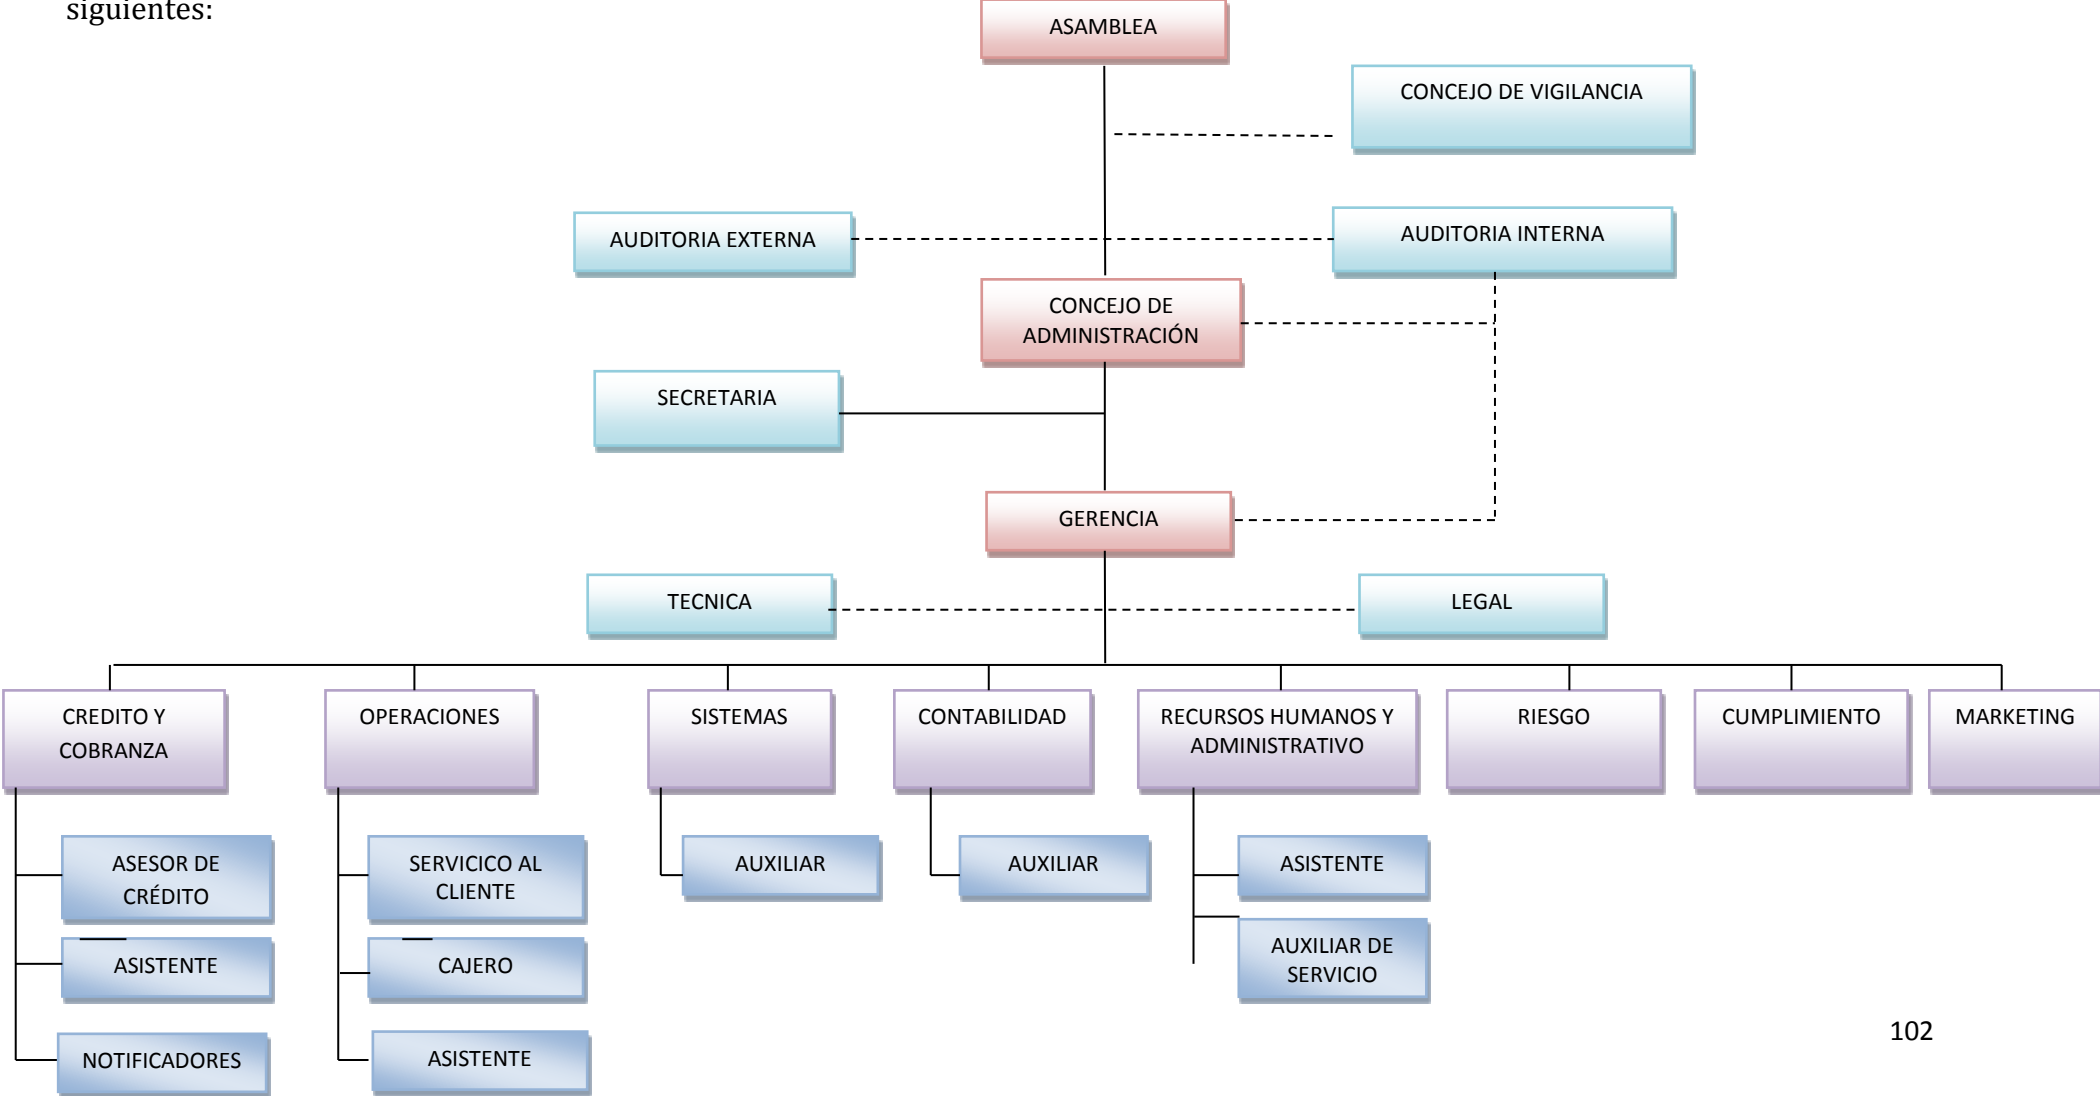 siguientes:
ASAMBLEA
CONCEJO DE VIGILANCIA
AUDITORIA EXTERNA
AUDITORIA INTERNA
CONCEJO DE
ADMINISTRACIÓN
SECRETARIA
GERENCIA
TECNICA
LEGAL
CREDITO Y
COBRANZA
OPERACIONES
SISTEMAS
CONTABILIDAD
RECURSOS HUMANOS Y
ADMINISTRATIVO
RIESGO
CUMPLIMIENTO
MARKETING
ASESOR DE
CRÉDITO
SERVICICO AL
CLIENTE
AUXILIAR
AUXILIAR
ASISTENTE
ASISTENTE
CAJERO
AUXILIAR DE
SERVICIO
NOTIFICADORES
ASISTENTE
102